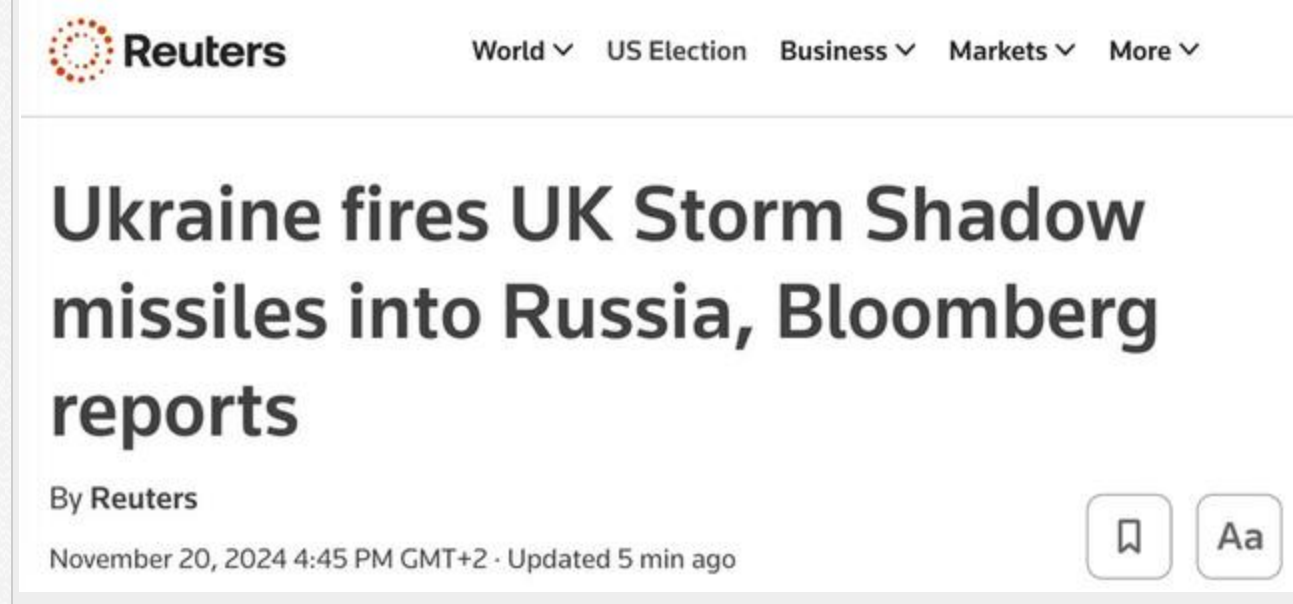 Reuters World US Election Business Markets More
Ukraine fires UK Storm Shadow
missiles into Russia, Bloomberg
reports
By Reuters
November 20, 2024 4:45 PM GMT+2 · Updated 5 min ago
Aa